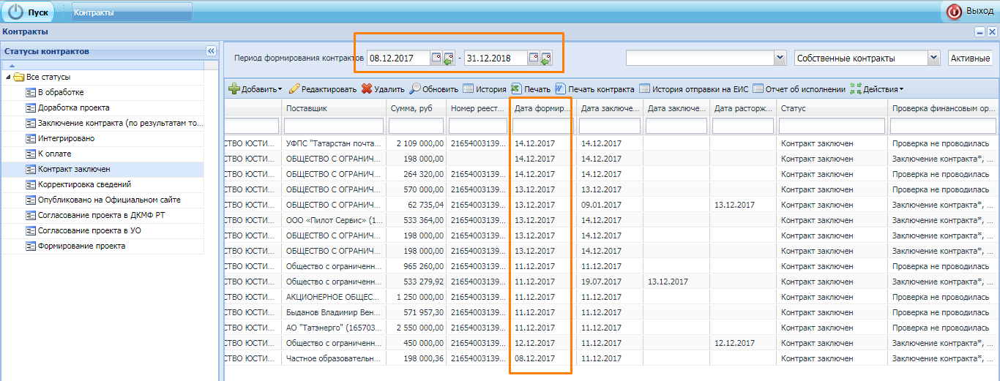 Пуск Контракты Выход
Контракты
Статусы контрактов
Все статусы
В обработке
Доработка проекта
Заключение контракта (по результатам то...
Интегрировано
К оплате
Контракт заключен
Корректировка сведений
Опубликовано на Официальном сайте
Согласование проекта в ДКМФ РТ
Согласование проекта в УО
Формирование проекта
Период формирования контрактов 08.12.2017 - 31.12.2018 Собственные контракты Активные
Добавить Редактировать Удалить Обновить История Печать Печать контракта История отправки на ЕИС Отчет об исполнении Действия
Поставщик Сумма, руб Номер реест... Дата формир... Дата заключе... Дата заключе... Дата расторж... Статус Проверка финансовым ор...
СТВО ЮСТИ... УФПС "Татарстан почта... 2 109 000,00 21654003139... 14.12.2017 14.12.2017 Контракт заключен Проверка не проводилась
СТВО ЮСТИ... ОБЩЕСТВО С ОГРАНИЧ... 198 000,00 14.12.2017 14.12.2017 Контракт заключен Заключение контракта*, ...
СТВО ЮСТИ... ОБЩЕСТВО С ОГРАНИЧ... 264 320,00 21654003139... 14.12.2017 14.12.2017 Контракт заключен Проверка не проводилась
СТВО ЮСТИ... ОБЩЕСТВО С ОГРАНИЧ... 570 000,00 21654003139... 13.12.2017 13.12.2017 Контракт заключен Проверка не проводилась
СТВО ЮСТИ... ОБЩЕСТВО С ОГРАНИЧ... 62 735,04 21654003139... 13.12.2017 09.01.2017 13.12.2017 Контракт заключен Заключение контракта*, ...
СТВО ЮСТИ... ООО «Пилот Сервис» (1... 533 364,00 21654003139... 13.12.2017 14.12.2017 Контракт заключен Заключение контракта*, ...
СТВО ЮСТИ... ОБЩЕСТВО С ОГРАНИЧ... 198 000,00 21654003139... 13.12.2017 14.12.2017 Контракт заключен Заключение контракта*, ...
СТВО ЮСТИ... ОБЩЕСТВО С ОГРАНИЧ... 198 000,00 21654003139... 13.12.2017 14.12.2017 Контракт заключен Заключение контракта*, ...
СТВО ЮСТИ... Общество с ограниченн... 965 260,00 21654003139... 11.12.2017 11.12.2017 Контракт заключен Проверка не проводилась
СТВО ЮСТИ... Общество с ограниченн... 533 279,92 21654003139... 11.12.2017 19.07.2017 13.12.2017 Контракт заключен Заключение контракта*, ...
СТВО ЮСТИ... АКЦИОНЕРНОЕ ОБЩЕС... 1 250 000,00 21654003139... 11.12.2017 11.12.2017 Контракт заключен Проверка не проводилась
СТВО ЮСТИ... Быданов Владимир Вен... 571 957,30 21654003139... 11.12.2017 11.12.2017 Контракт заключен Проверка не проводилась
СТВО ЮСТИ... АО "Татэнерго" (165703... 2 550 000,00 21654003139... 11.12.2017 11.12.2017 Контракт заключен Проверка не проводилась
СТВО ЮСТИ... Общество с ограниченн... 450 000,00 21654003139... 12.12.2017 11.12.2017 12.12.2017 Контракт заключен Заключение контракта*, ...
СТВО ЮСТИ... Частное образовательн... 198 000,36 21654003139... 08.12.2017 11.12.2017 Контракт заключен Заключение контракта*, ...